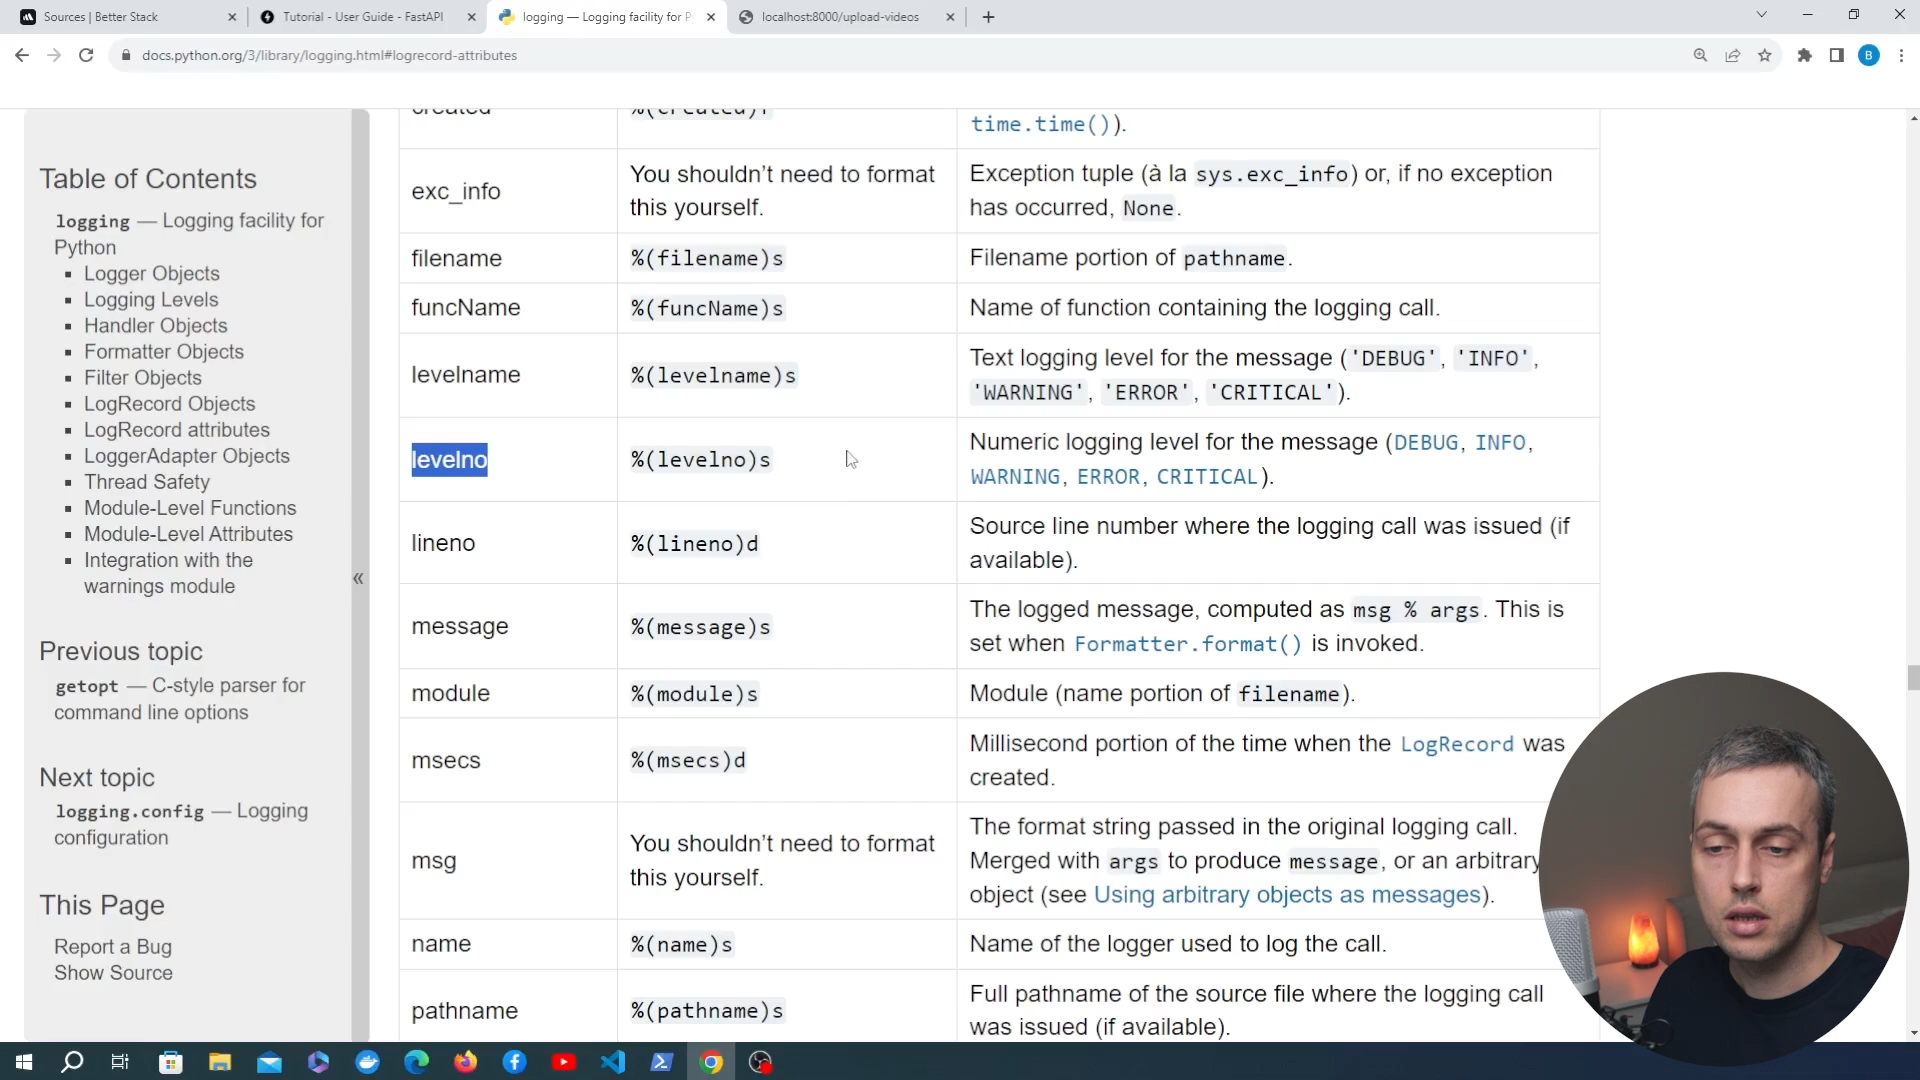 Sources | Better Stack
Tutorial - User Guide - FastAPI
logging — Logging facility for P
localhost:8000/upload-videos
docs.python.org/3/library/logging.html#logrecord-attributes
B
Table of Contents
logging — Logging facility for
Python
Logger Objects
Logging Levels
Handler Objects
Formatter Objects
Filter Objects
LogRecord Objects
LogRecord attributes
LoggerAdapter Objects
Thread Safety
Module-Level Functions
Module-Level Attributes
Integration with the
warnings module
«
Previous topic
getopt — C-style parser for
command line options
Next topic
logging.config — Logging
configuration
This Page
Report a Bug
Show Source
created %(created)f
time.time()).
exc_info
You shouldn’t need to format
this yourself.
Exception tuple (à la sys.exc_info) or, if no exception
has occurred, None.
filename %(filename)s Filename portion of pathname.
funcName %(funcName)s Name of function containing the logging call.
levelname %(levelname)s
Text logging level for the message ('DEBUG', 'INFO',
'WARNING', 'ERROR', 'CRITICAL').
levelno %(levelno)s
Numeric logging level for the message (DEBUG, INFO,
WARNING, ERROR, CRITICAL).
lineno %(lineno)d
Source line number where the logging call was issued (if
available).
message %(message)s
The logged message, computed as msg % args. This is
set when Formatter.format() is invoked.
module %(module)s Module (name portion of filename).
msecs %(msecs)d
Millisecond portion of the time when the LogRecord was
created.
msg
You shouldn’t need to format
this yourself.
The format string passed in the original logging call.
Merged with args to produce message, or an arbitrary
object (see Using arbitrary objects as messages).
name %(name)s Name of the logger used to log the call.
pathname %(pathname)s
Full pathname of the source file where the logging call
was issued (if available).